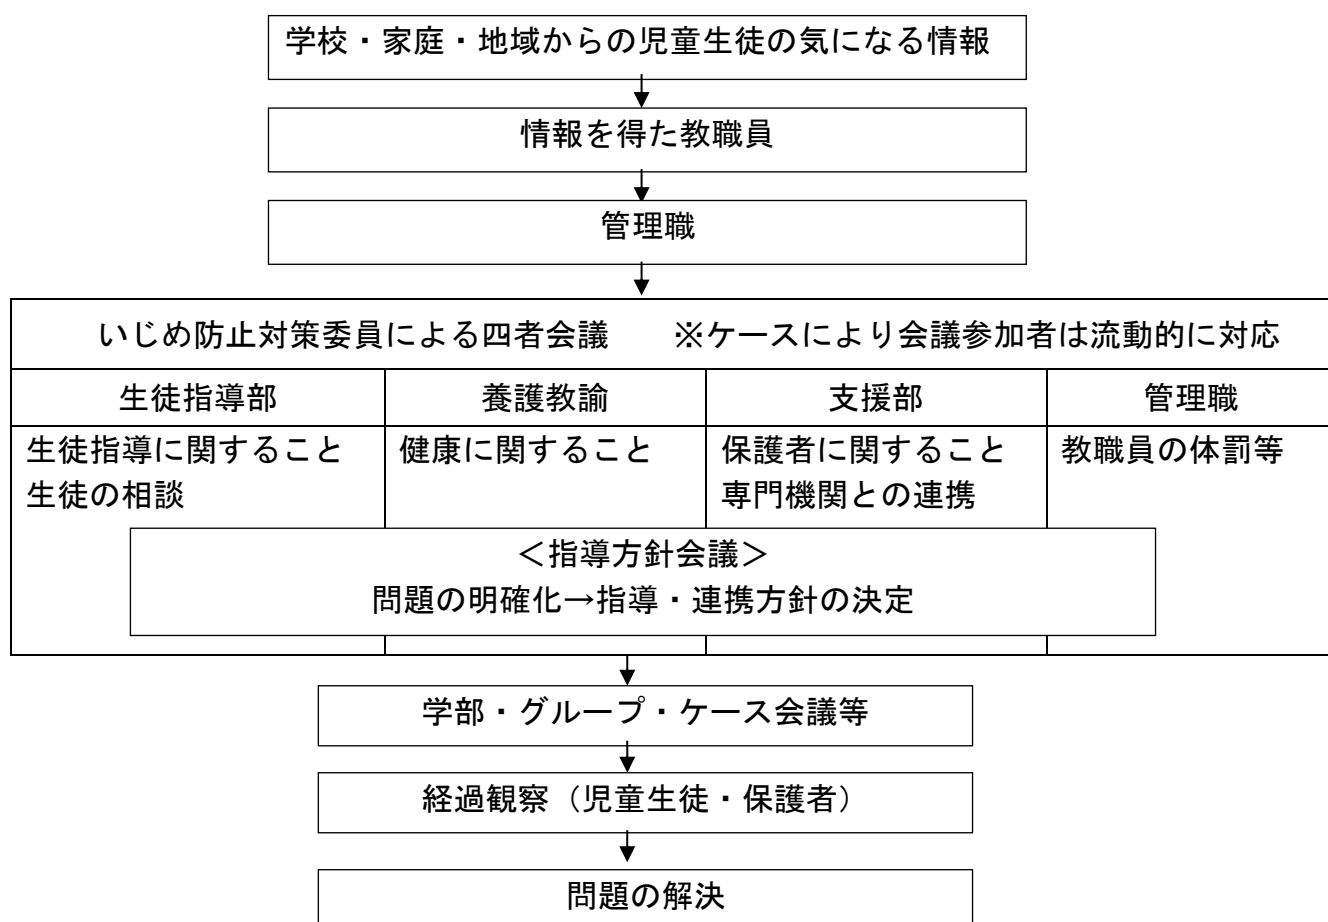 学校・家庭・地域からの児童生徒の気になる情報
情報を得た教職員
管理職
いじめ防止対策委員による四者会議　　※ケースにより会議参加者は流動的に対応
生徒指導部
養護教諭
支援部
管理職
生徒指導に関すること
生徒の相談
健康に関すること
保護者に関すること
専門機関との連携
教職員の体罰等
＜指導方針会議＞
問題の明確化→指導・連携方針の決定
学部・グループ・ケース会議等
経過観察（児童生徒・保護者）
問題の解決